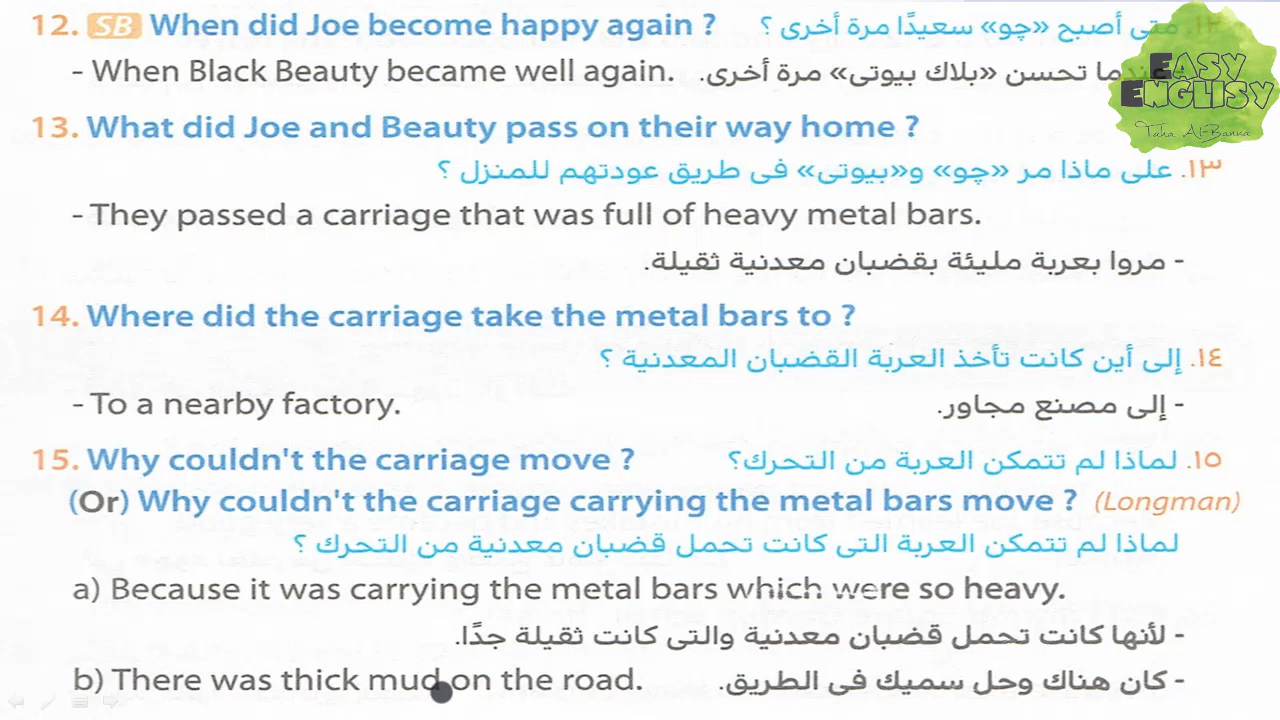 12. SB When did Joe become happy again ? ١٢. متى أصبح «چو» سعيدًا مرة أخرى ؟
- When Black Beauty became well again. عندما تحسن «بلاك بيوتى» مرة أخرى.
EASY
ENGLISY
Taha Al-Banna
13. What did Joe and Beauty pass on their way home ?
١٣. على ماذا مر «چو» و«بيوتى» فى طريق عودتهم للمنزل ؟
- They passed a carriage that was full of heavy metal bars.
- مروا بعربة مليئة بقضبان معدنية ثقيلة.
14. Where did the carriage take the metal bars to ?
١٤. إلى أين كانت تأخذ العربة القضبان المعدنية ؟
- To a nearby factory. - إلى مصنع مجاور.
15. Why couldn't the carriage move ? ١٥. لماذا لم تتمكن العربة من التحرك؟
(Or) Why couldn't the carriage carrying the metal bars move ? (Longman)
لماذا لم تتمكن العربة التى كانت تحمل قضبان معدنية من التحرك ؟
a) Because it was carrying the metal bars which were so heavy.
- لأنها كانت تحمل قضبان معدنية والتى كانت ثقيلة جدًا.
b) There was thick mud on the road. - كان هناك وحل سميك فى الطريق.